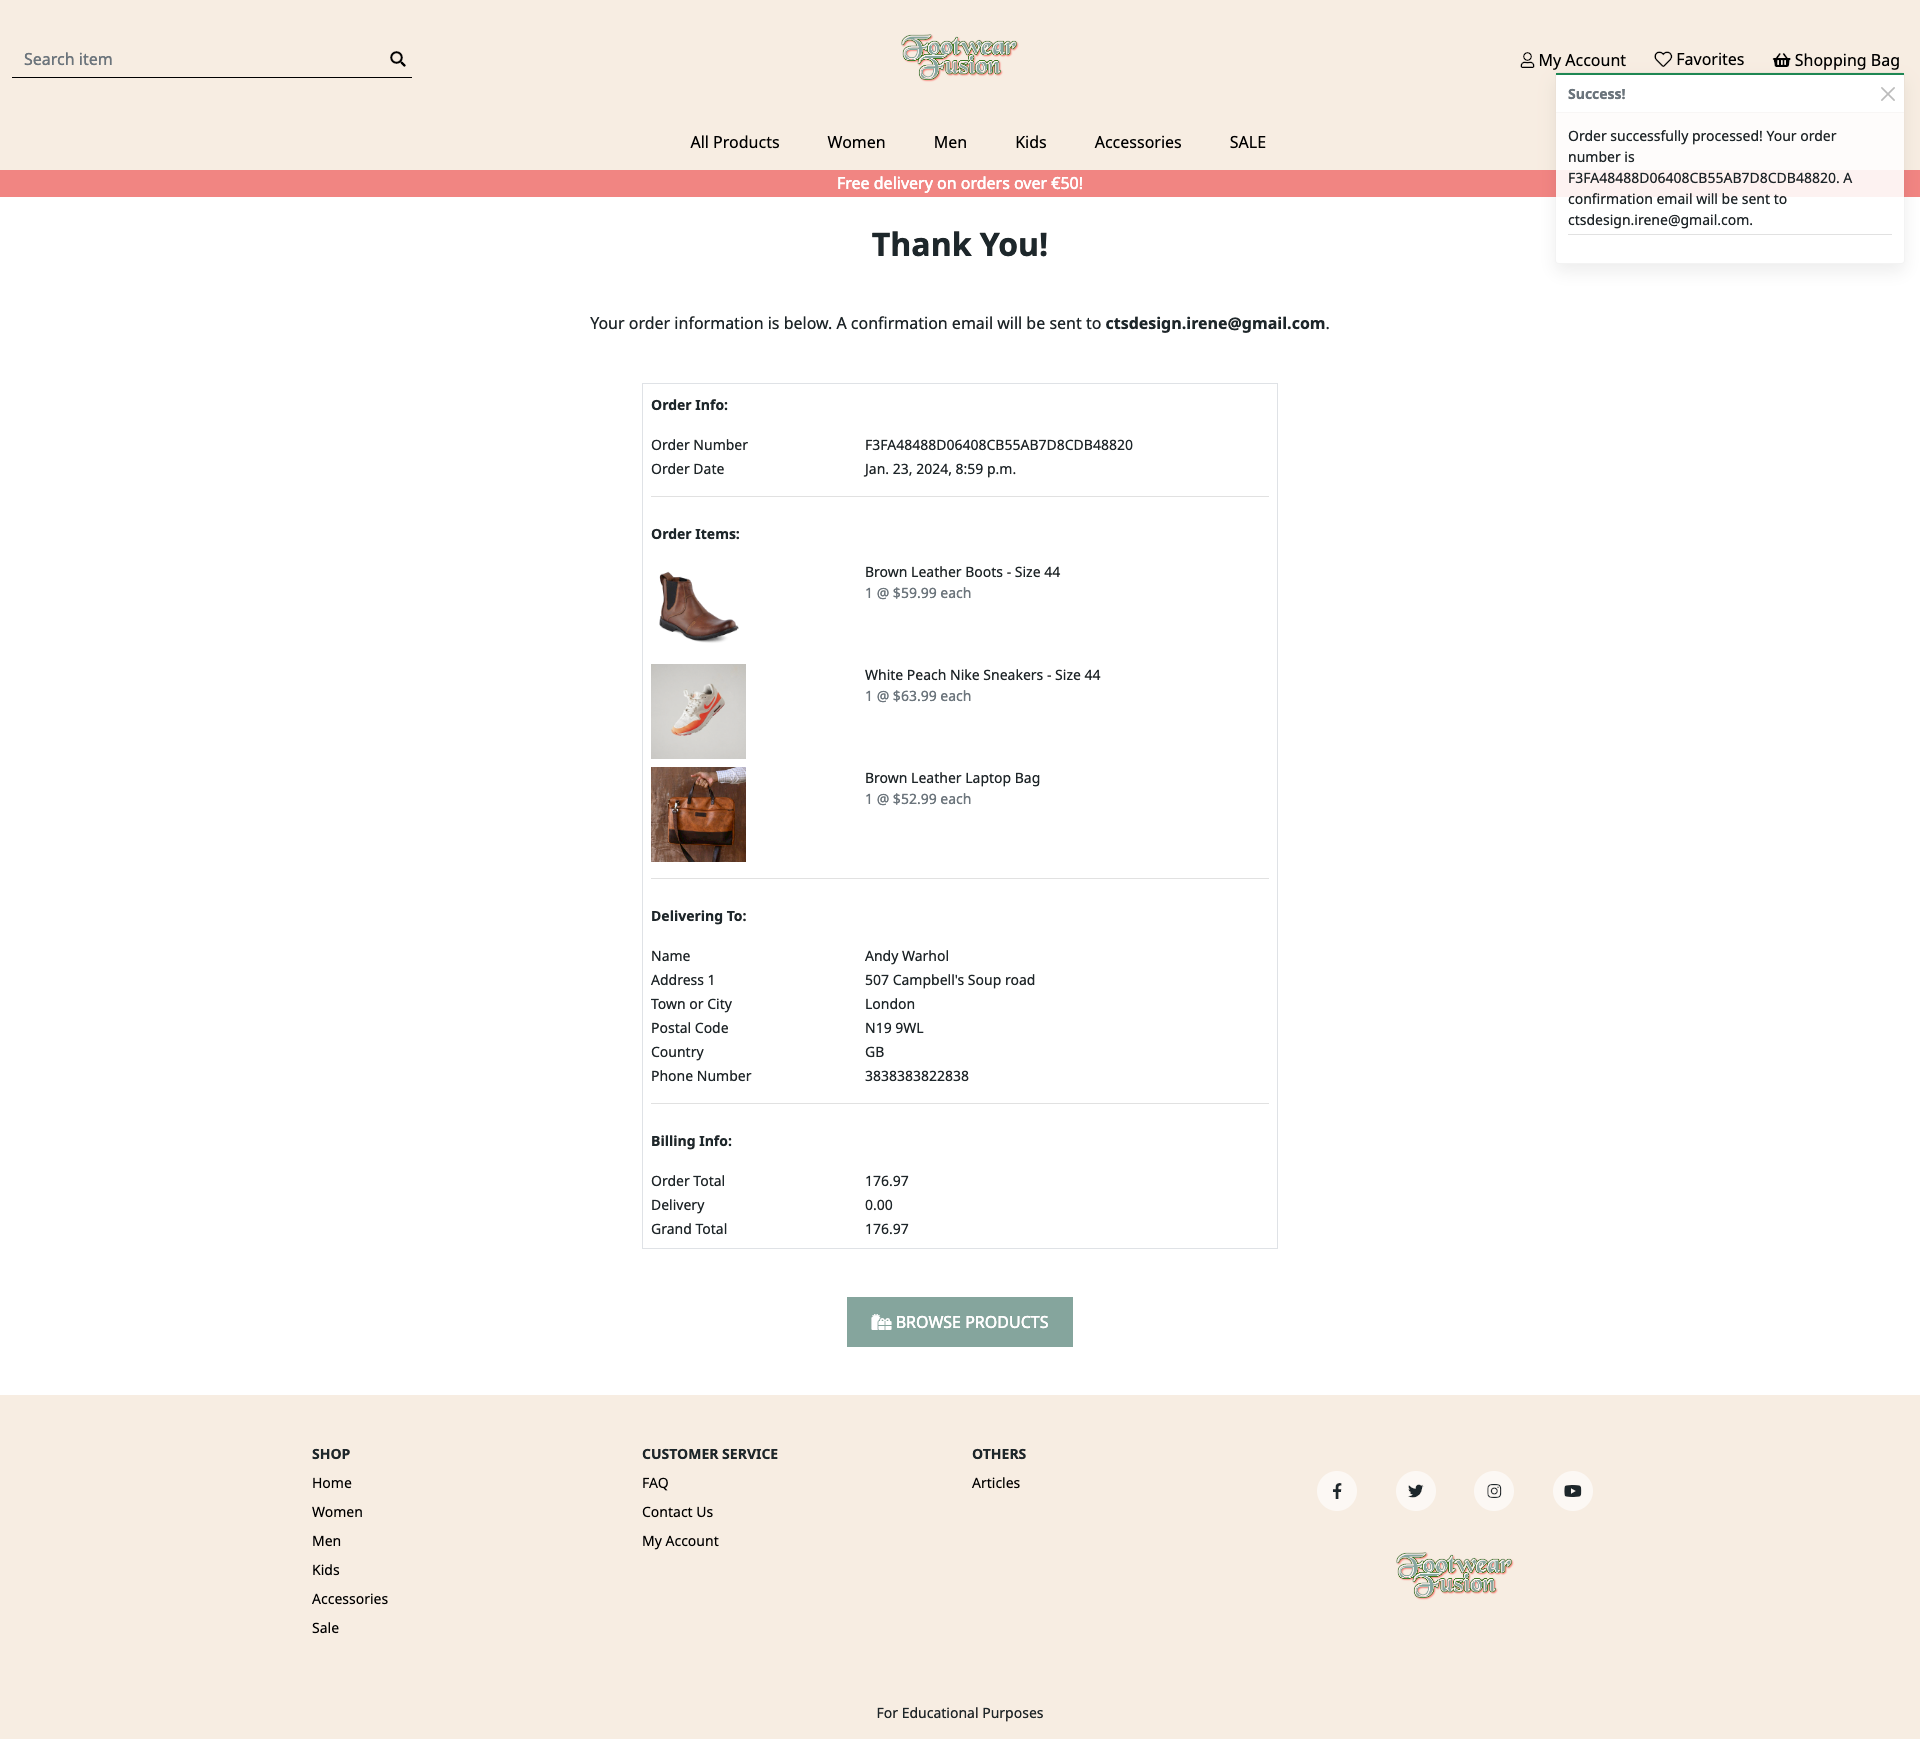 Search item
Footwear
Fusion
My Account
Favorites
Shopping Bag
All Products
Women
Men
Kids
Accessories
SALE
Free delivery on orders over €50!
Success!
Order successfully processed! Your order
number is
F3FA48488D06408CB55AB7D8CDB48820. A
confirmation email will be sent to
ctsdesign.irene@gmail.com.
Thank You!
Your order information is below. A confirmation email will be sent to ctsdesign.irene@gmail.com.
Order Info:
Order Number F3FA48488D06408CB55AB7D8CDB48820
Order Date Jan. 23, 2024, 8:59 p.m.
Order Items:
Brown Leather Boots - Size 44
1 @ $59.99 each
White Peach Nike Sneakers - Size 44
1 @ $63.99 each
Brown Leather Laptop Bag
1 @ $52.99 each
Delivering To:
Name Andy Warhol
Address 1 507 Campbell's Soup road
Town or City London
Postal Code N19 9WL
Country GB
Phone Number 3838383822838
Billing Info:
Order Total 176.97
Delivery 0.00
Grand Total 176.97
BROWSE PRODUCTS
SHOP
Home
Women
Men
Kids
Accessories
Sale
CUSTOMER SERVICE
FAQ
Contact Us
My Account
OTHERS
Articles
Footwear
Fusion
For Educational Purposes